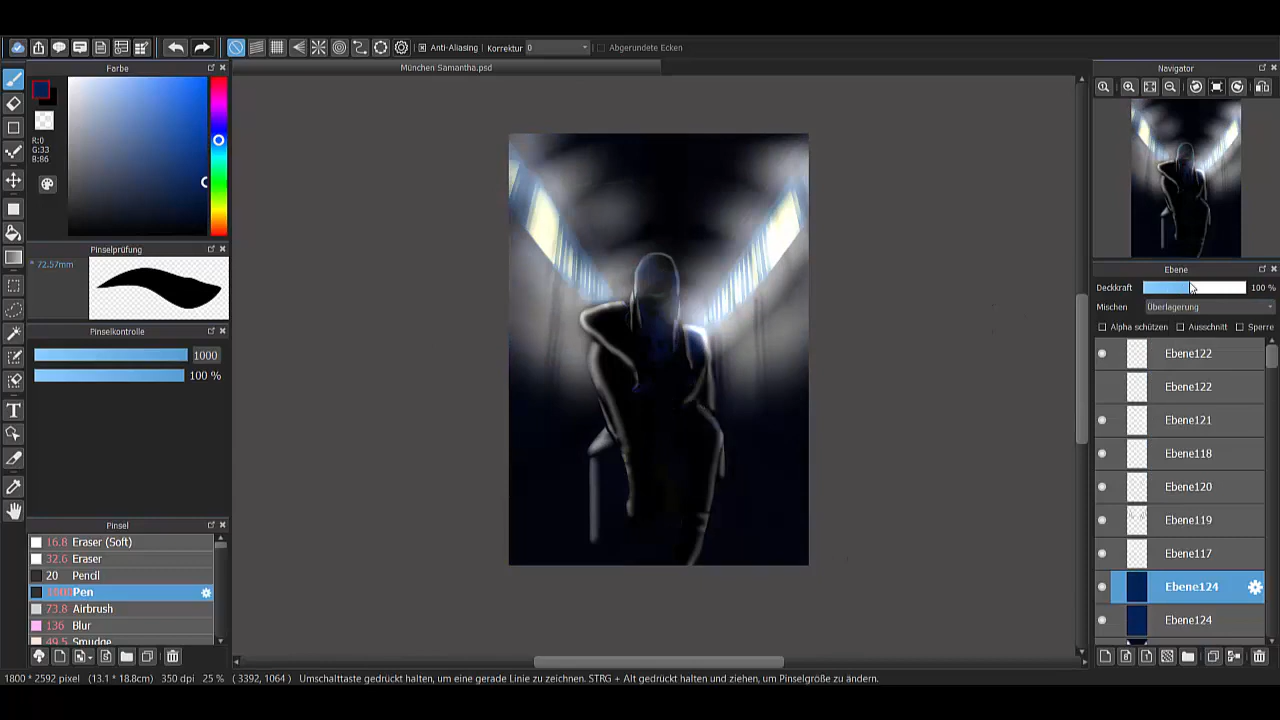 Anti-Aliasing Korrektur 0 Abgerundete Ecken
Farbe
München Samantha.psd
Navigator
R:0
G:33
B:86
Pinselprüfung
* 72.57mm
Pinselkontrolle
1000
100 %
Ebene
Deckkraft 100 %
Mischen Überlagerung
Alpha schützen Ausschnitt Sperre
Ebene122
Ebene122
Ebene121
Ebene118
Ebene120
Ebene119
Ebene117
Ebene124
Ebene124
Pinsel
16.8 Eraser (Soft)
32.6 Eraser
20 Pencil
1000 Pen
73.8 Airbrush
136 Blur
49.5 Smudge
1800 * 2592 pixel (13.1 * 18.8cm) 350 dpi 25 % ( 3392, 1064 ) Umschalttaste gedrückt halten, um eine gerade Linie zu zeichnen. STRG + Alt gedrückt halten und ziehen, um Pinselgröße zu ändern.